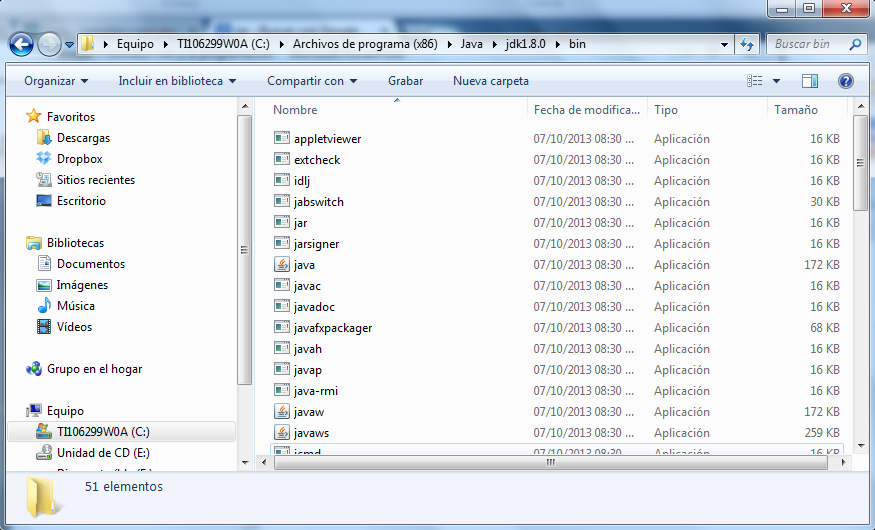 Equipo TI106299W0A (C:) Archivos de programa (x86) Java jdk1.8.0 bin Buscar bin
Organizar Incluir en biblioteca Compartir con Grabar Nueva carpeta
Favoritos
Descargas
Dropbox
Sitios recientes
Escritorio
Bibliotecas
Documentos
Imágenes
Música
Vídeos
Grupo en el hogar
Equipo
TI106299W0A (C:)
Unidad de CD (E:)
Nombre Fecha de modifica... Tipo Tamaño
appletviewer 07/10/2013 08:30 ... Aplicación 16 KB
extcheck 07/10/2013 08:30 ... Aplicación 16 KB
idlj 07/10/2013 08:30 ... Aplicación 16 KB
jabswitch 07/10/2013 08:30 ... Aplicación 30 KB
jar 07/10/2013 08:30 ... Aplicación 16 KB
jarsigner 07/10/2013 08:30 ... Aplicación 16 KB
java 07/10/2013 08:30 ... Aplicación 172 KB
javac 07/10/2013 08:30 ... Aplicación 16 KB
javadoc 07/10/2013 08:30 ... Aplicación 16 KB
javafxpackager 07/10/2013 08:30 ... Aplicación 68 KB
javah 07/10/2013 08:30 ... Aplicación 16 KB
javap 07/10/2013 08:30 ... Aplicación 16 KB
java-rmi 07/10/2013 08:30 ... Aplicación 16 KB
javaw 07/10/2013 08:30 ... Aplicación 172 KB
javaws 07/10/2013 08:30 ... Aplicación 259 KB
jcmd 07/10/2013 08:30 ... Aplicación 16 KB
51 elementos